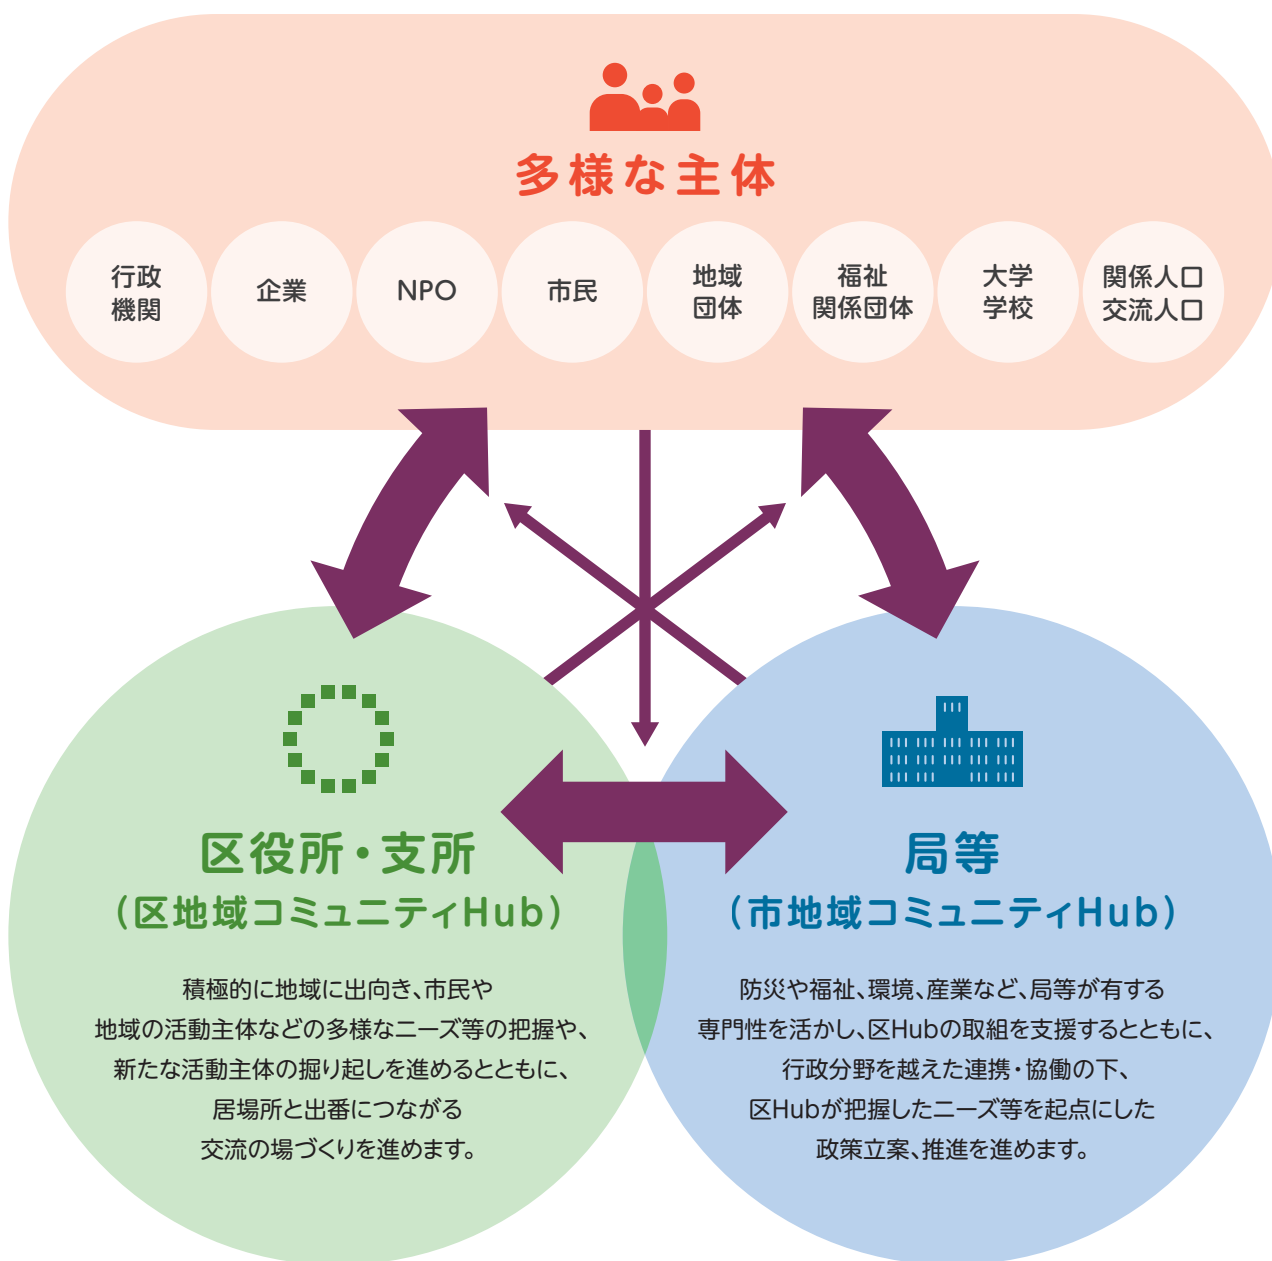 多様な主体
行政
機関
企業
NPO
市民
地域
団体
福祉
関係団体
大学
学校
関係人口
交流人口
区役所・支所
（区地域コミュニティHub）
積極的に地域に出向き、市民や
地域の活動主体などの多様なニーズ等の把握や、
新たな活動主体の掘り起しを進めるとともに、
居場所と出番につながる
交流の場づくりを進めます。
局等
（市地域コミュニティHub）
防災や福祉、環境、産業など、局等が有する
専門性を活かし、区Hubの取組を支援するとともに、
行政分野を越えた連携・協働の下、
区Hubが把握したニーズ等を起点にした
政策立案、推進を進めます。